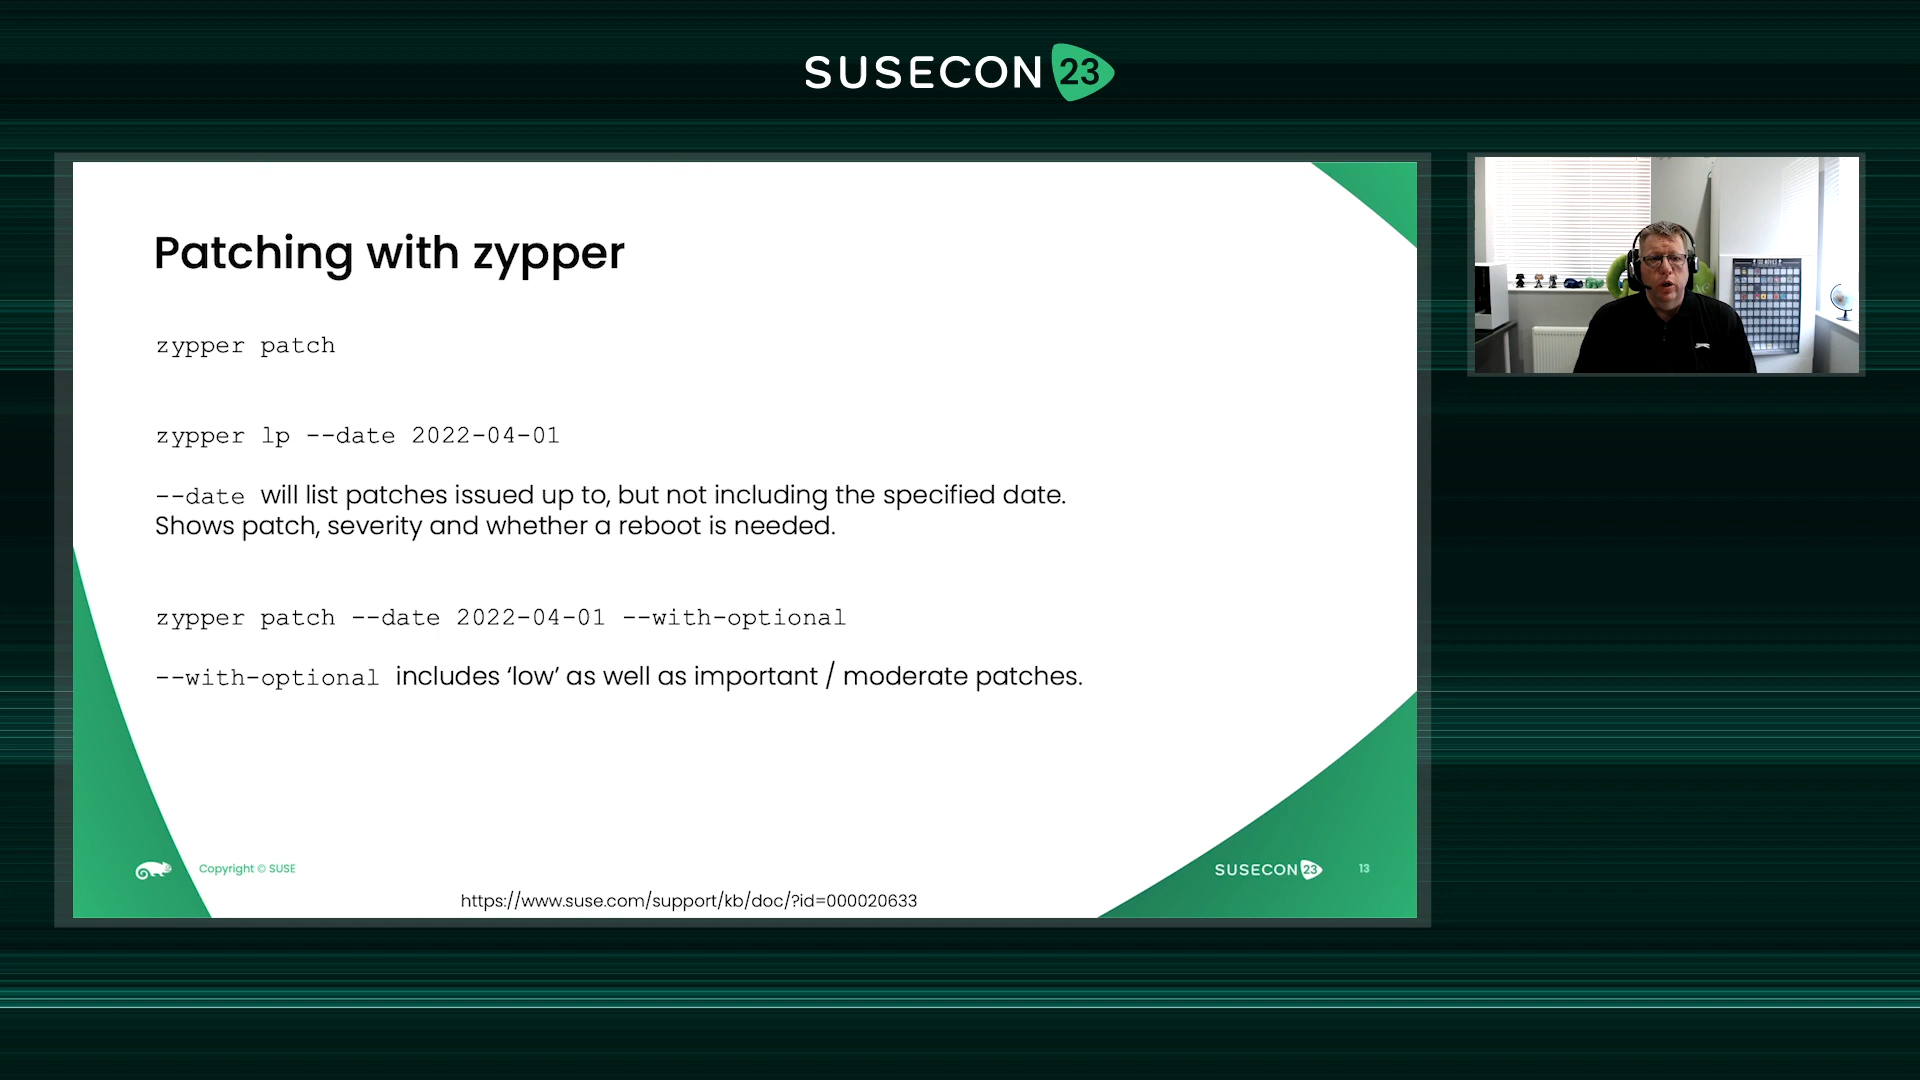 SUSECON 23
Patching with zypper
zypper patch
zypper lp --date 2022-04-01
--date will list patches issued up to, but not including the specified date.
Shows patch, severity and whether a reboot is needed.
zypper patch --date 2022-04-01 --with-optional
--with-optional includes ‘low’ as well as important / moderate patches.
Copyright © SUSE
SUSECON 23
13
https://www.suse.com/support/kb/doc/?id=000020633